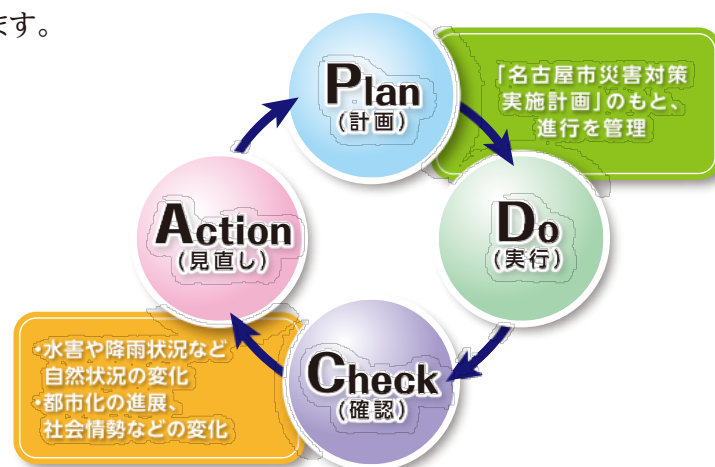 ます。
Plan
(計画)
「名古屋市災害対策
実施計画」のもと、
進行を管理
Do
(実行)
Check
(確認)
Action
(見直し)
・水害や降雨状況など
自然状況の変化
・都市化の進展、
社会情勢などの変化